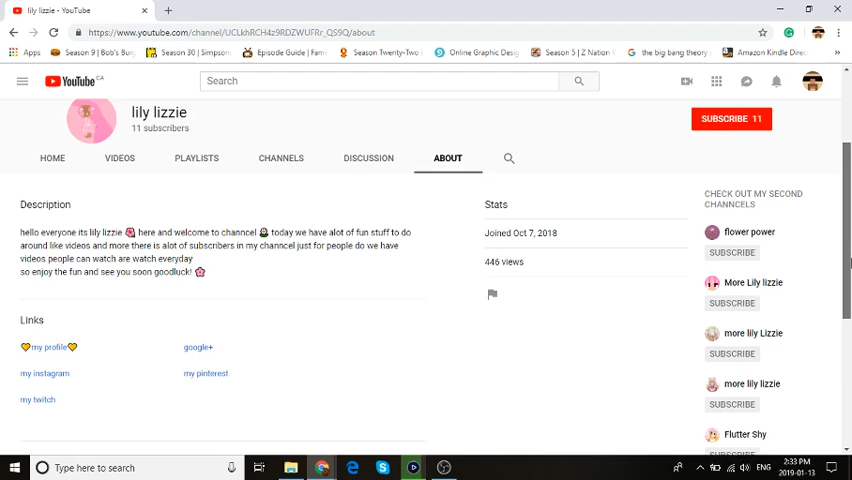 lily lizzie - YouTube
https://www.youtube.com/channel/UCLkhRCH4z9RDZWUFRr_QS9Q/about
Apps Season 9 | Bob's Burg Season 30 | Simpson Episode Guide | Fam Season Twenty-Two Online Graphic Desig Season 5 | Z Nation the big bang theory Amazon Kindle Direc
YouTube CA
Search
lily lizzie
11 subscribers
SUBSCRIBE 11
HOME VIDEOS PLAYLISTS CHANNELS DISCUSSION ABOUT
Description
hello everyone its lily lizzie 🌸 here and welcome to channcel 🌷 today we have alot of fun stuff to do
around like videos and more there is alot of subscribers in my channcel just for people do we have
videos people can watch are watch everyday
so enjoy the fun and see you soon goodluck! 🌸
Links
💛my profile💛 google+
my instagram my pinterest
my twitch
Stats
Joined Oct 7, 2018
446 views
CHECK OUT MY SECOND
CHANNCELS
flower power
SUBSCRIBE
More Lily lizzie
SUBSCRIBE
more lily Lizzie
SUBSCRIBE
more lily lizzie
SUBSCRIBE
Flutter Shy
Type here to search
ENG
2:33 PM
2019-01-13